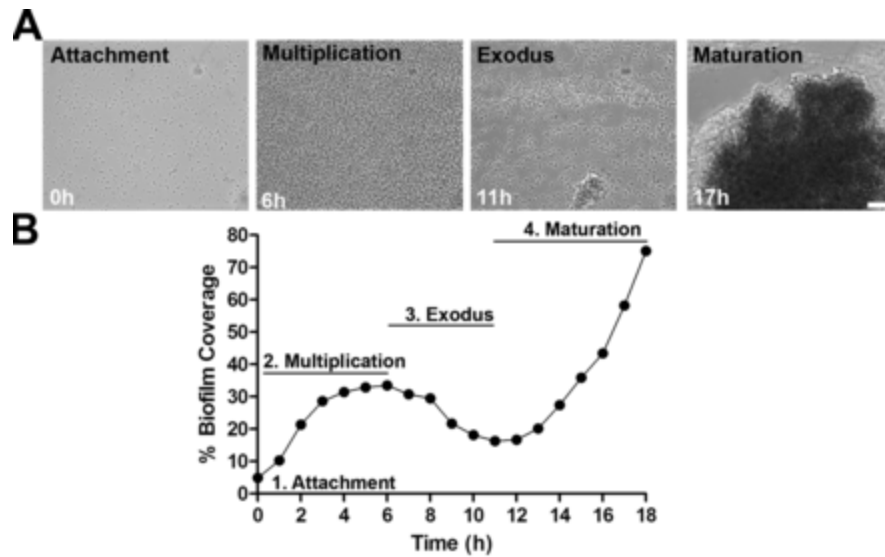 A
Attachment
Multiplication
Exodus
Maturation
0h
6h
11h
17h
B
% Biofilm Coverage
80
70
60
50
40
30
20
10
0
4. Maturation
3. Exodus
2. Multiplication
1. Attachment
0 2 4 6 8 10 12 14 16 18
Time (h)